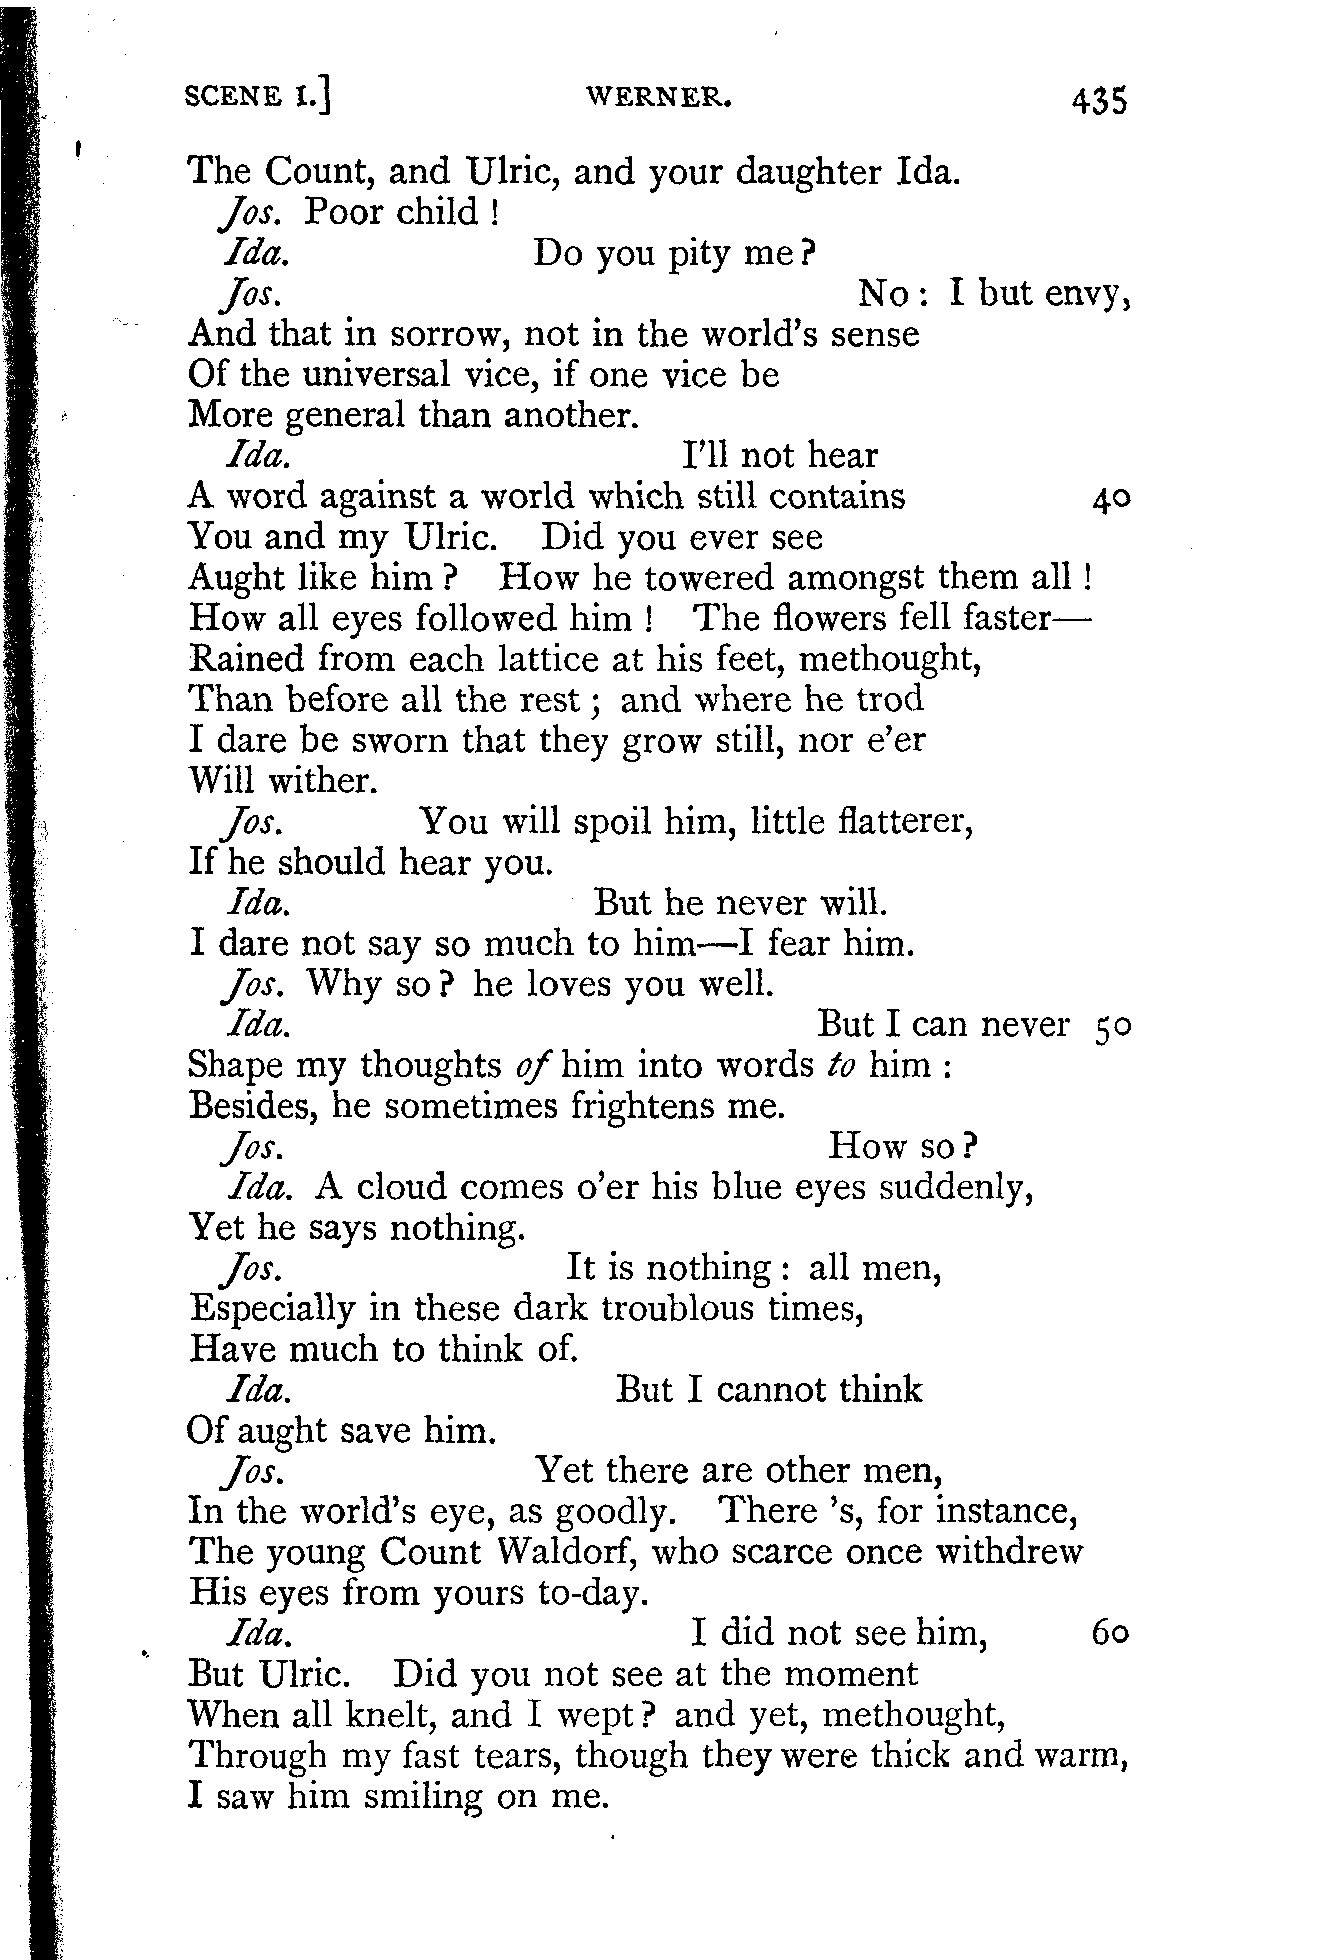 SCENE I.] WERNER. 435
The Count, and Ulric, and your daughter Ida.
Jos. Poor child !
Ida. Do you pity me?
Jos. No : I but envy,
And that in sorrow, not in the world's sense
Of the universal vice, if one vice be
More general than another.
Ida. I'll not hear
A word against a world which still contains 40
You and my Ulric. Did you ever see
Aught like him ? How he towered amongst them all !
How all eyes followed him ! The flowers fell faster—
Rained from each lattice at his feet, methought,
Than before all the rest ; and where he trod
I dare be sworn that they grow still, nor e'er
Will wither.
Jos. You will spoil him, little flatterer,
If he should hear you.
Ida. But he never will.
I dare not say so much to him—I fear him.
Jos. Why so? he loves you well.
Ida. But I can never 50
Shape my thoughts of him into words to him :
Besides, he sometimes frightens me.
Jos. How so?
Ida. A cloud comes o'er his blue eyes suddenly,
Yet he says nothing.
Jos. It is nothing : all men,
Especially in these dark troublous times,
Have much to think of.
Ida. But I cannot think
Of aught save him.
Jos. Yet there are other men,
In the world's eye, as goodly. There 's, for instance,
The young Count Waldorf, who scarce once withdrew
His eyes from yours to-day.
Ida. I did not see him, 60
But Ulric. Did you not see at the moment
When all knelt, and I wept? and yet, methought,
Through my fast tears, though they were thick and warm,
I saw him smiling on me.